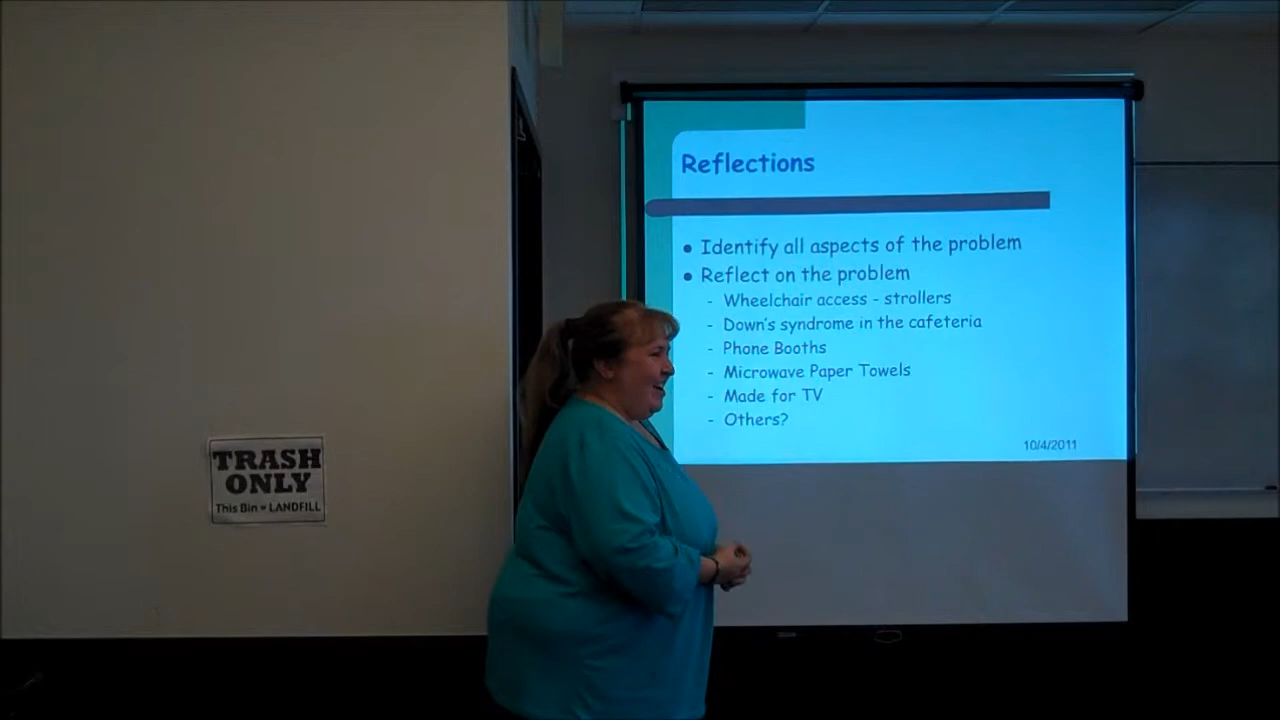 Reflections
● Identify all aspects of the problem
● Reflect on the problem
- Wheelchair access - strollers
- Down's syndrome in the cafeteria
- Phone Booths
- Microwave Paper Towels
- Made for TV
- Others?
10/4/2011
TRASH
ONLY
This Bin = LANDFILL